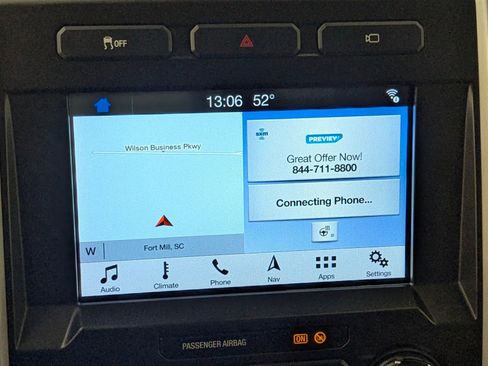 OFF
13:06 52°
Wilson Business Pkwy
W
Fort Mill, SC
sxm
PREVIEW
Great Offer Now!
844-711-8800
Connecting Phone...
Audio
Climate
Phone
Nav
Apps
Settings
PASSENGER AIRBAG
ON